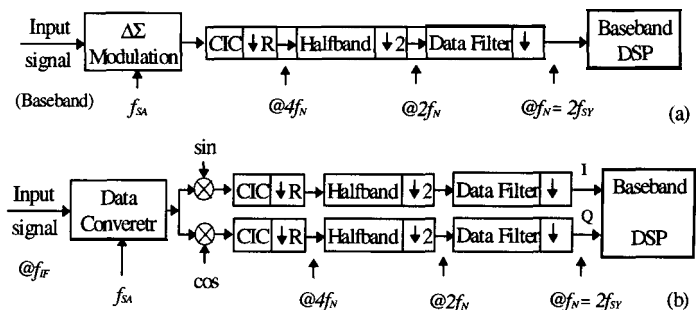 Input
signal
(Baseband)
ΔΣ
Modulation
fSA
CIC ↓R Halfband ↓2 Data Filter ↓
@4fN
@2fN
@fN = 2fSY
Baseband
DSP
(a)
Input
signal
@fIF
Data
Converetr
fSA
sin
cos
CIC ↓R Halfband ↓2 Data Filter ↓
I
CIC ↓R Halfband ↓2 Data Filter ↓
Q
@4fN
@2fN
@fN = 2fSY
Baseband
DSP
(b)